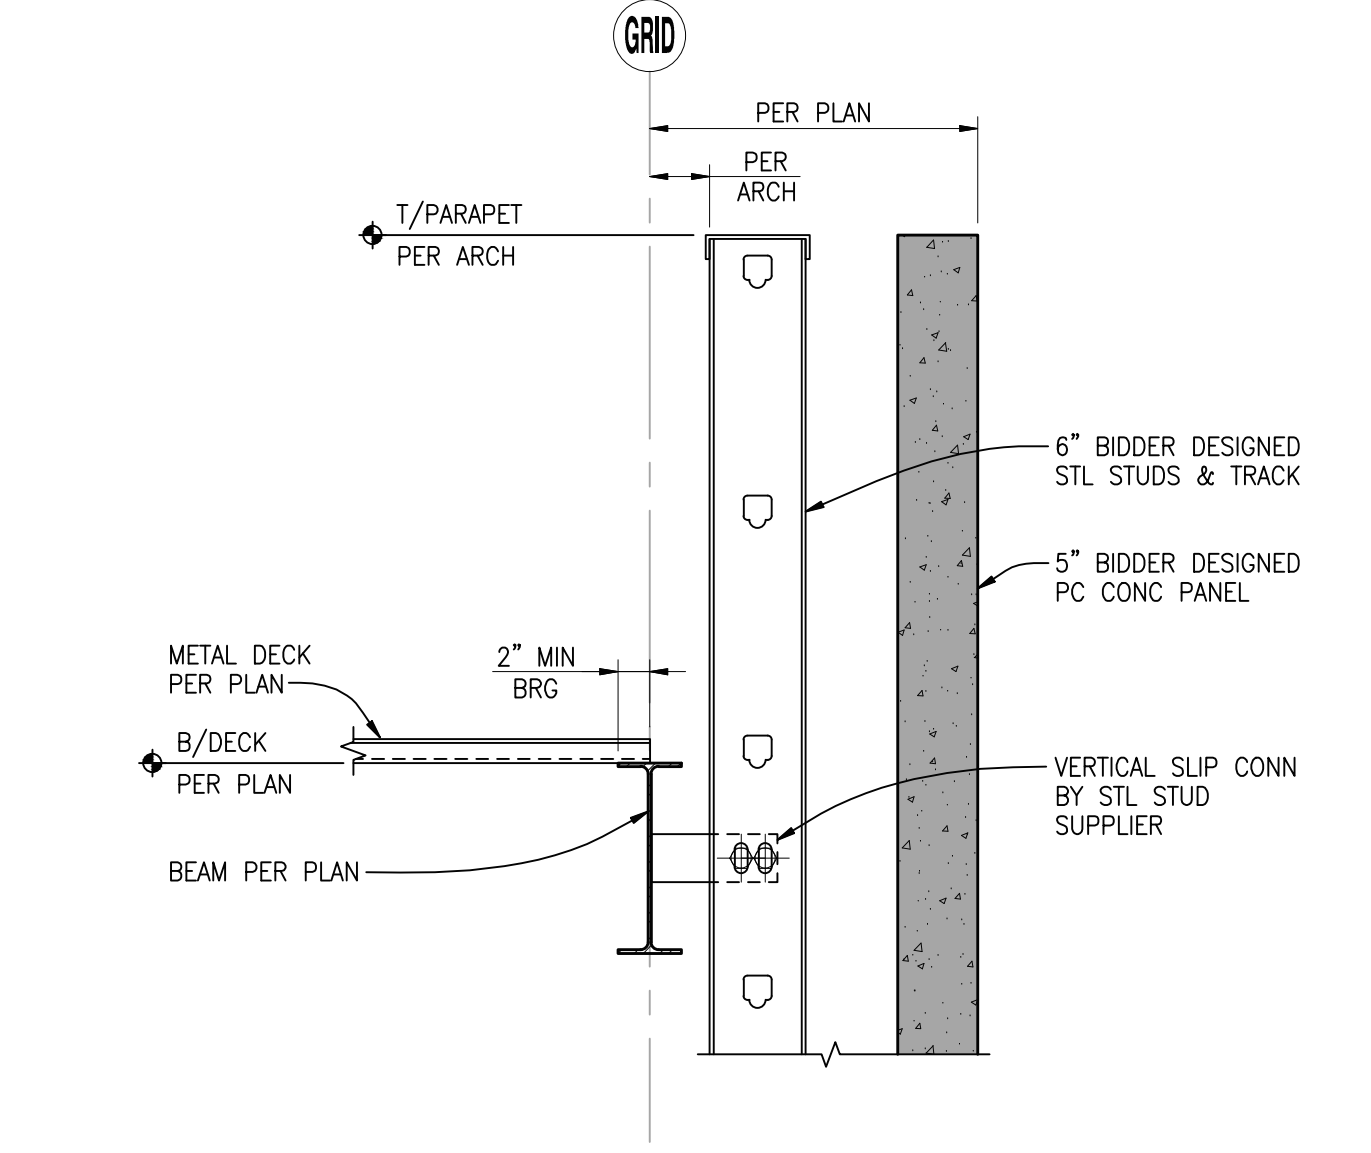 GRID
PER PLAN
PER
ARCH
T/PARAPET
PER ARCH
6” BIDDER DESIGNED
STL STUDS & TRACK
5” BIDDER DESIGNED
PC CONC PANEL
METAL DECK
PER PLAN
2” MIN
BRG
B/DECK
PER PLAN
VERTICAL SLIP CONN
BY STL STUD
SUPPLIER
BEAM PER PLAN